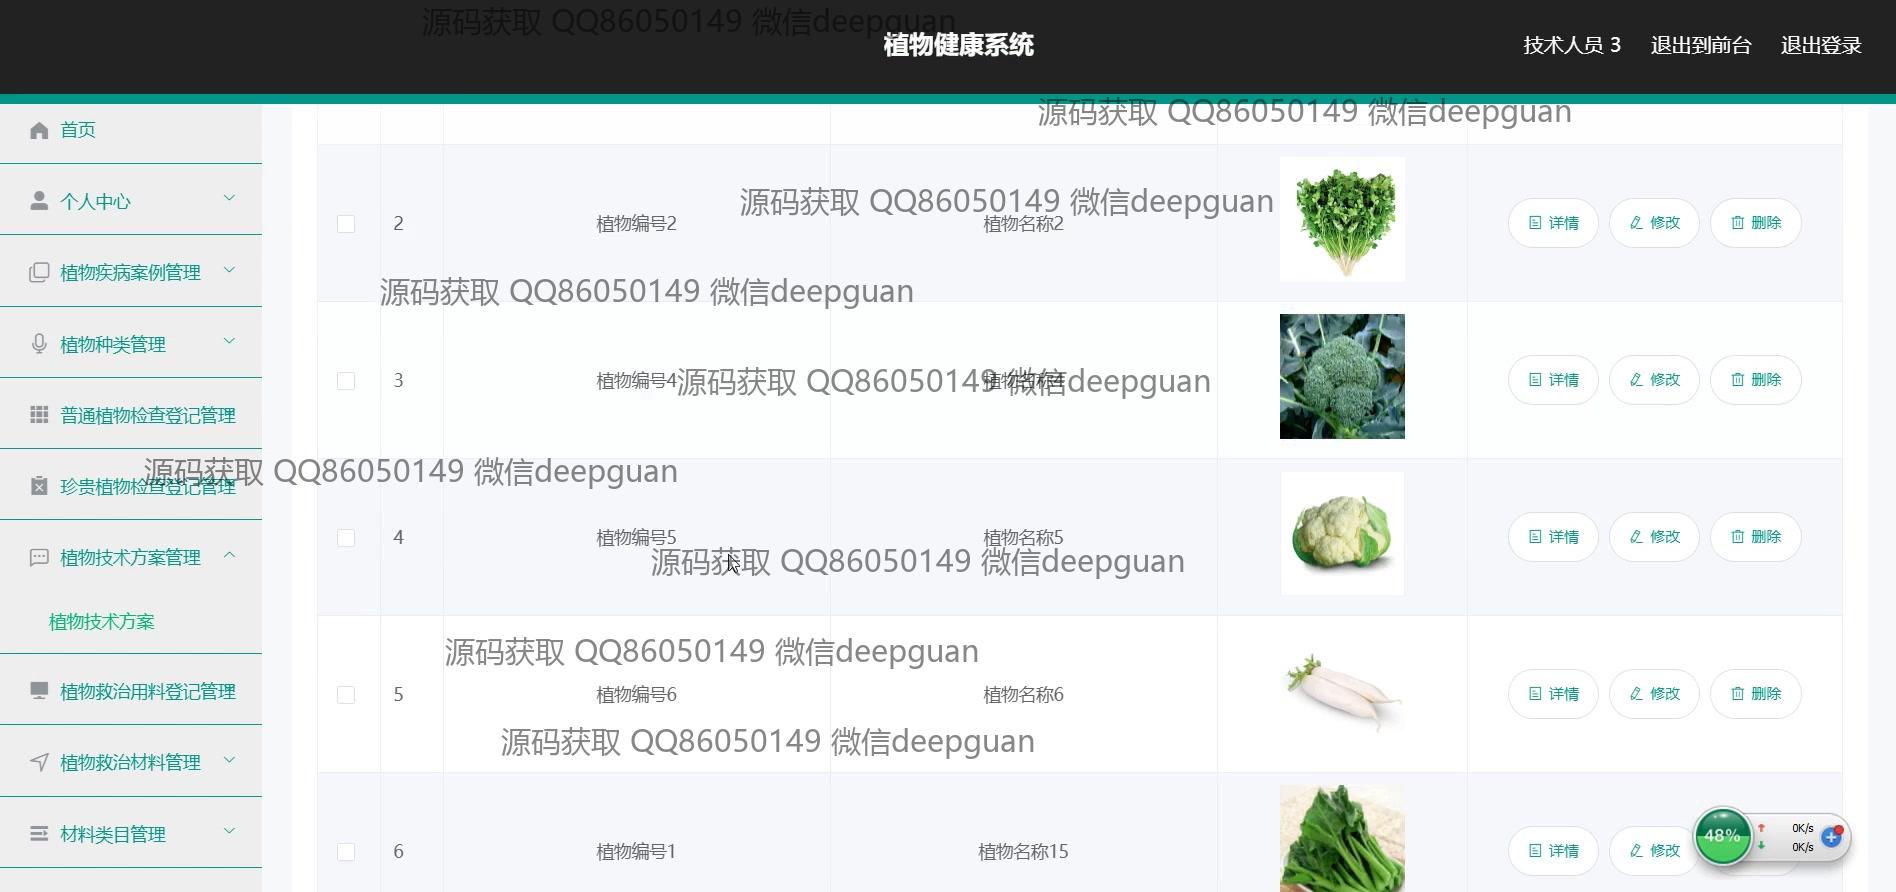 源码获取 QQ86050149 微信deepguan
植物健康系统
技术人员 3
退出到前台
退出登录
源码获取 QQ86050149 微信deepguan
首页
个人中心
植物疾病案例管理
植物种类管理
普通植物检查登记管理
珍贵植物检查登记管理
植物技术方案管理
植物技术方案
植物救治用料登记管理
植物救治材料管理
材料类目管理
源码获取 QQ86050149 微信deepguan
2 植物编号2 植物名称2 详情 修改 删除
源码获取 QQ86050149 微信deepguan
3 植物编号4 植物名称4 详情 修改 删除
源码获取 QQ86050149 微信deepguan
源码获取 QQ86050149 微信deepguan
4 植物编号5 植物名称5 详情 修改 删除
源码获取 QQ86050149 微信deepguan
源码获取 QQ86050149 微信deepguan
5 植物编号6 植物名称6 详情 修改 删除
源码获取 QQ86050149 微信deepguan
6 植物编号1 植物名称15 详情 修改
48%
0K/s
0K/s